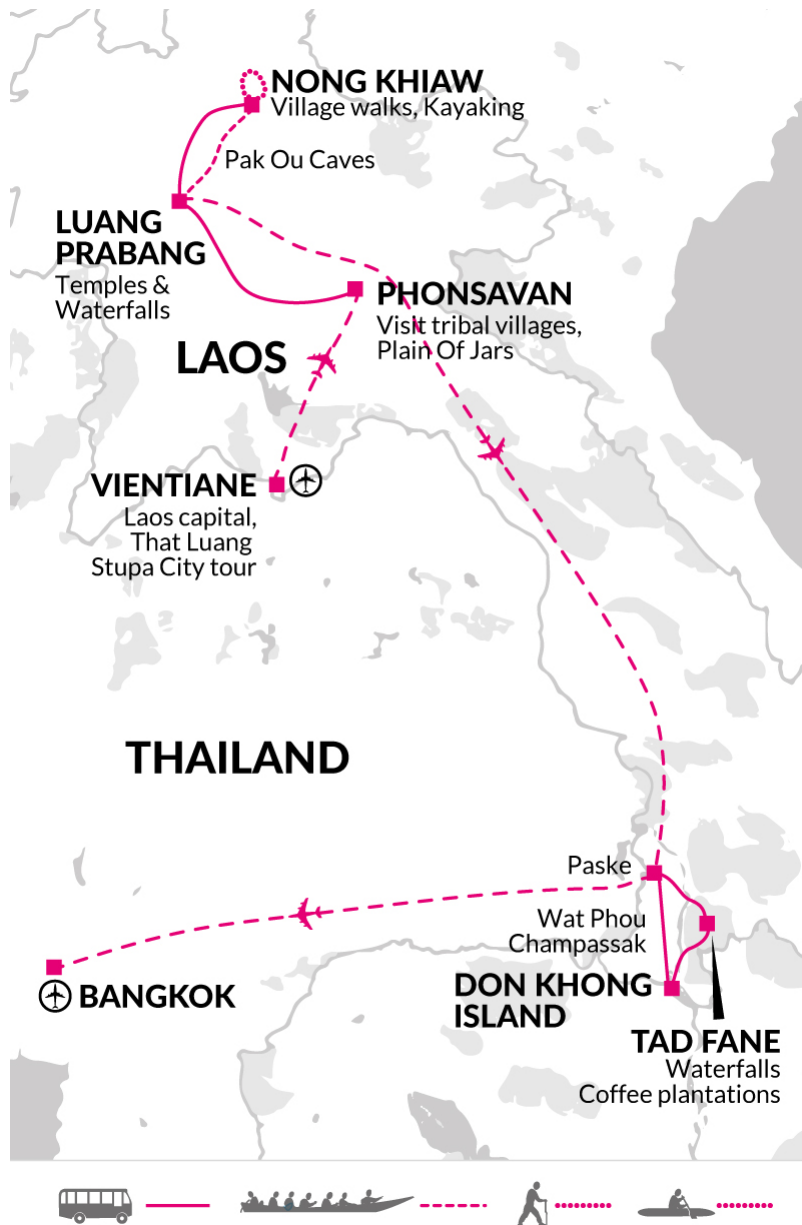 NONG KHIAW
Village walks, Kayaking
Pak Ou Caves
LUANG
PRABANG
Temples &
Waterfalls
PHONSAVAN
Visit tribal villages,
Plain Of Jars
LAOS
VIENTIANE
Laos capital,
That Luang
Stupa City tour
THAILAND
Paske
Wat Phou
Champassak
BANGKOK
DON KHONG
ISLAND
TAD FANE
Waterfalls
Coffee plantations